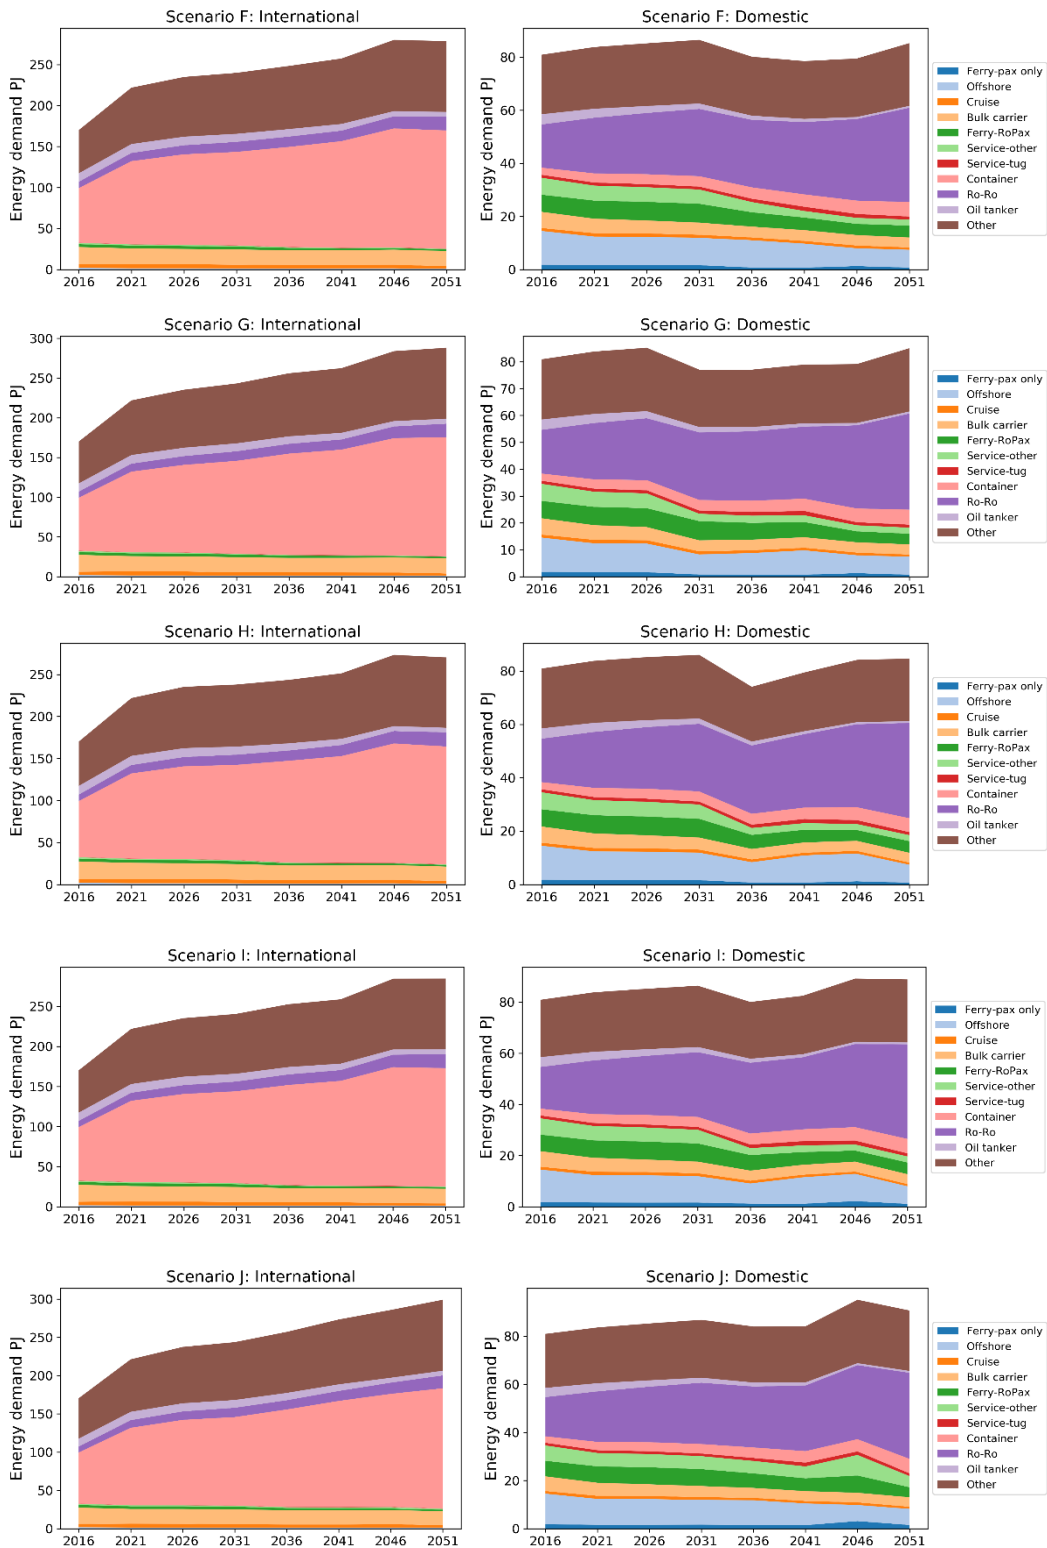 Scenario F: International
Energy demand PJ
250
200
150
100
50
0
2016 2021 2026 2031 2036 2041 2046 2051
Scenario F: Domestic
Energy demand PJ
80
60
40
20
0
2016 2021 2026 2031 2036 2041 2046 2051
Ferry-pax only
Offshore
Cruise
Bulk carrier
Ferry-RoPax
Service-other
Service-tug
Container
Ro-Ro
Oil tanker
Other
Scenario G: International
Energy demand PJ
300
250
200
150
100
50
0
2016 2021 2026 2031 2036 2041 2046 2051
Scenario G: Domestic
Energy demand PJ
80
70
60
50
40
30
20
10
0
2016 2021 2026 2031 2036 2041 2046 2051
Ferry-pax only
Offshore
Cruise
Bulk carrier
Ferry-RoPax
Service-other
Service-tug
Container
Ro-Ro
Oil tanker
Other
Scenario H: International
Energy demand PJ
250
200
150
100
50
0
2016 2021 2026 2031 2036 2041 2046 2051
Scenario H: Domestic
Energy demand PJ
80
60
40
20
0
2016 2021 2026 2031 2036 2041 2046 2051
Ferry-pax only
Offshore
Cruise
Bulk carrier
Ferry-RoPax
Service-other
Service-tug
Container
Ro-Ro
Oil tanker
Other
Scenario I: International
Energy demand PJ
250
200
150
100
50
0
2016 2021 2026 2031 2036 2041 2046 2051
Scenario I: Domestic
Energy demand PJ
80
60
40
20
0
2016 2021 2026 2031 2036 2041 2046 2051
Ferry-pax only
Offshore
Cruise
Bulk carrier
Ferry-RoPax
Service-other
Service-tug
Container
Ro-Ro
Oil tanker
Other
Scenario J: International
Energy demand PJ
300
250
200
150
100
50
0
2016 2021 2026 2031 2036 2041 2046 2051
Scenario J: Domestic
Energy demand PJ
80
60
40
20
0
2016 2021 2026 2031 2036 2041 2046 2051
Ferry-pax only
Offshore
Cruise
Bulk carrier
Ferry-RoPax
Service-other
Service-tug
Container
Ro-Ro
Oil tanker
Other